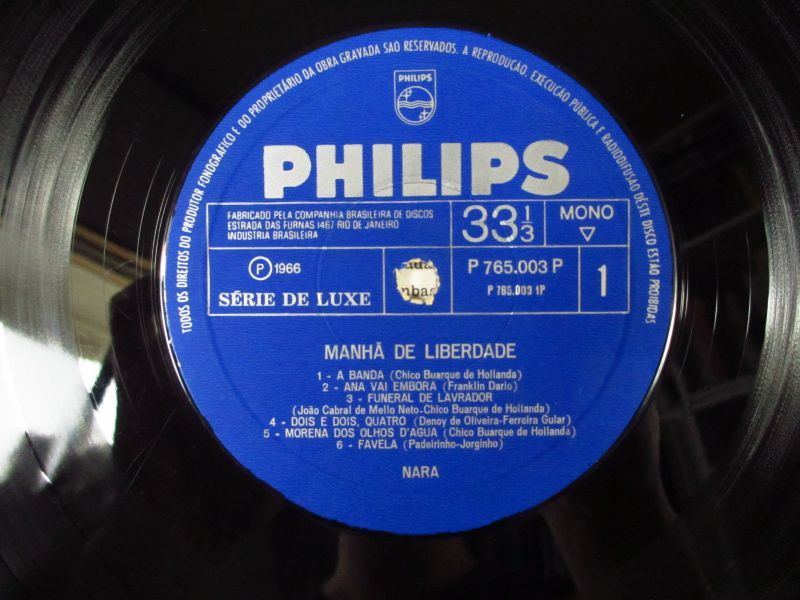 TODOS OS DIREITOS DO PRODUTOR FONOGRÁFICO E DO PROPRIETÁRIO DA OBRA GRAVADA SAO RESERVADOS. A REPRODUÇÃO, EXECUÇÃO PÚBLICA E RADIODIFUSÃO DÊSTE DISCO ESTÃO PROIBIDAS
PHILIPS
PHILIPS
FABRICADO PELA COMPANHIA BRASILEIRA DE DISCOS
ESTRADA DAS FURNAS 1467 RIO DE JANEIRO
INDUSTRIA BRASILEIRA
33 1/3
MONO
▽
Ⓟ 1966
SÉRIE DE LUXE
P 765.003 P
P 765.003 1P
1
MANHÃ DE LIBERDADE
1 - A BANDA (Chico Buarque de Hollanda)
2 - ANA VAI EMBORA (Franklin Dario)
3 - FUNERAL DE LAVRADOR
(João Cabral de Mello Neto-Chico Buarque de Hollanda)
4 - DOIS E DOIS, QUATRO (Denoy de Oliveira-Ferreira Gular)
5 - MORENA DOS OLHOS D'AGUA (Chico Buarque de Hollanda)
6 - FAVELA (Padeirinho-Jorginho)
NARA